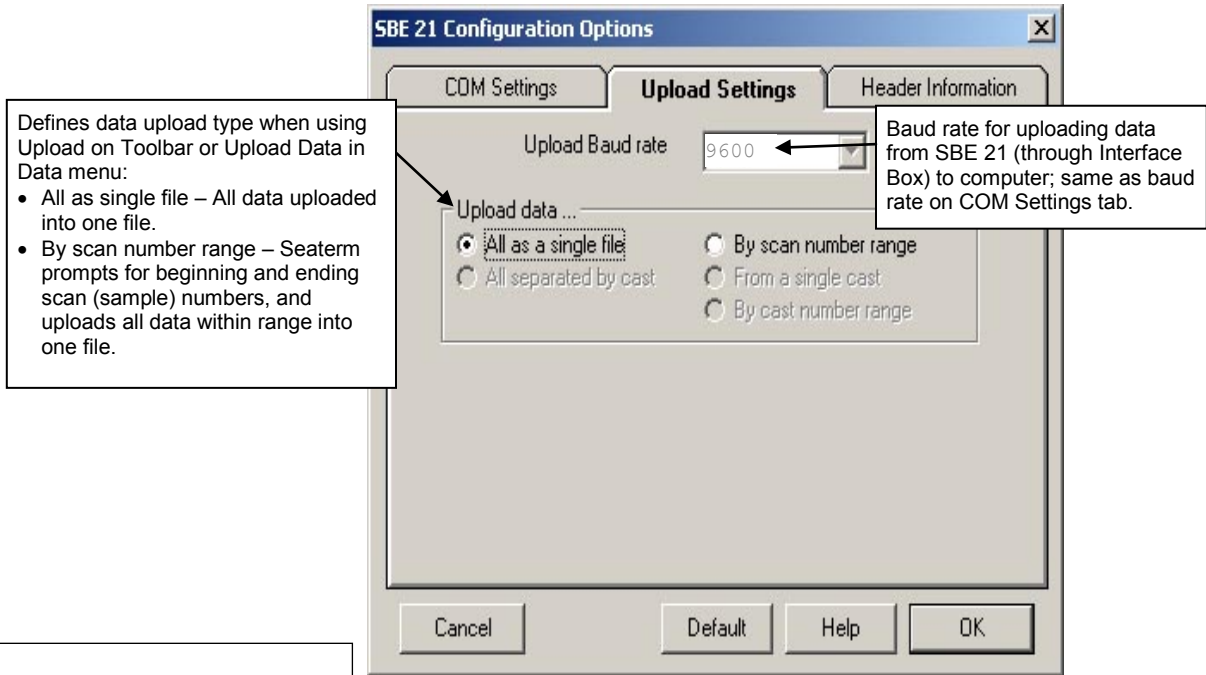 SBE 21 Configuration Options
COM Settings
Upload Settings
Header Information
Defines data upload type when using
Upload on Toolbar or Upload Data in
Data menu:
• All as single file – All data uploaded
into one file.
• By scan number range – Seaterm
prompts for beginning and ending
scan (sample) numbers, and
uploads all data within range into
one file.
Upload Baud rate
9600
Baud rate for uploading data
from SBE 21 (through Interface
Box) to computer; same as baud
rate on COM Settings tab.
Upload data ...
All as a single file
By scan number range
All separated by cast
From a single cast
By cast number range
Cancel
Default
Help
OK